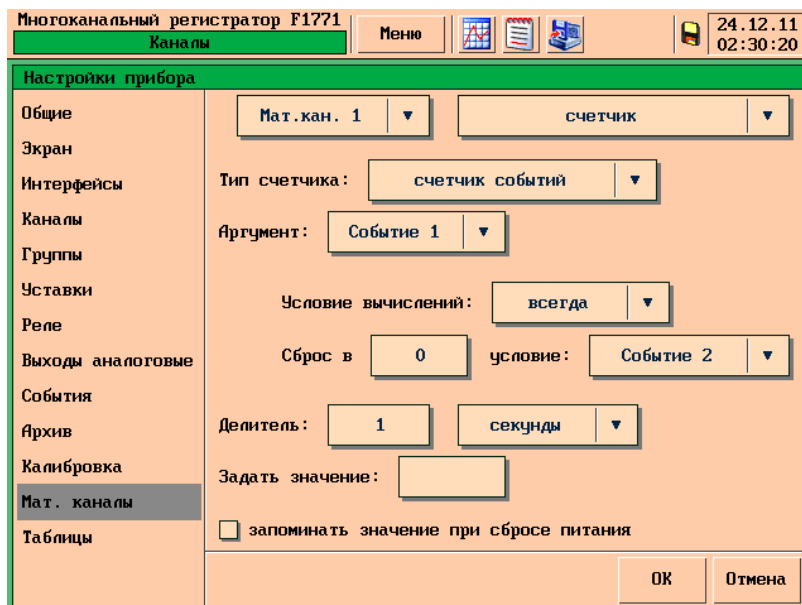 Многоканальный регистратор F1771
Каналы
Меню
24.12.11
02:30:20
Настройки прибора
Общие
Экран
Интерфейсы
Каналы
Группы
Уставки
Реле
Выходы аналоговые
События
Архив
Калибровка
Мат. каналы
Таблицы
Мат.кан. 1 ▼ счетчик ▼
Тип счетчика: счетчик событий ▼
Аргумент: Событие 1 ▼
Условие вычислений: всегда ▼
Сброс в 0 условие: Событие 2 ▼
Делитель: 1 секунды ▼
Задать значение:
запоминать значение при сбросе питания
ОК Отмена